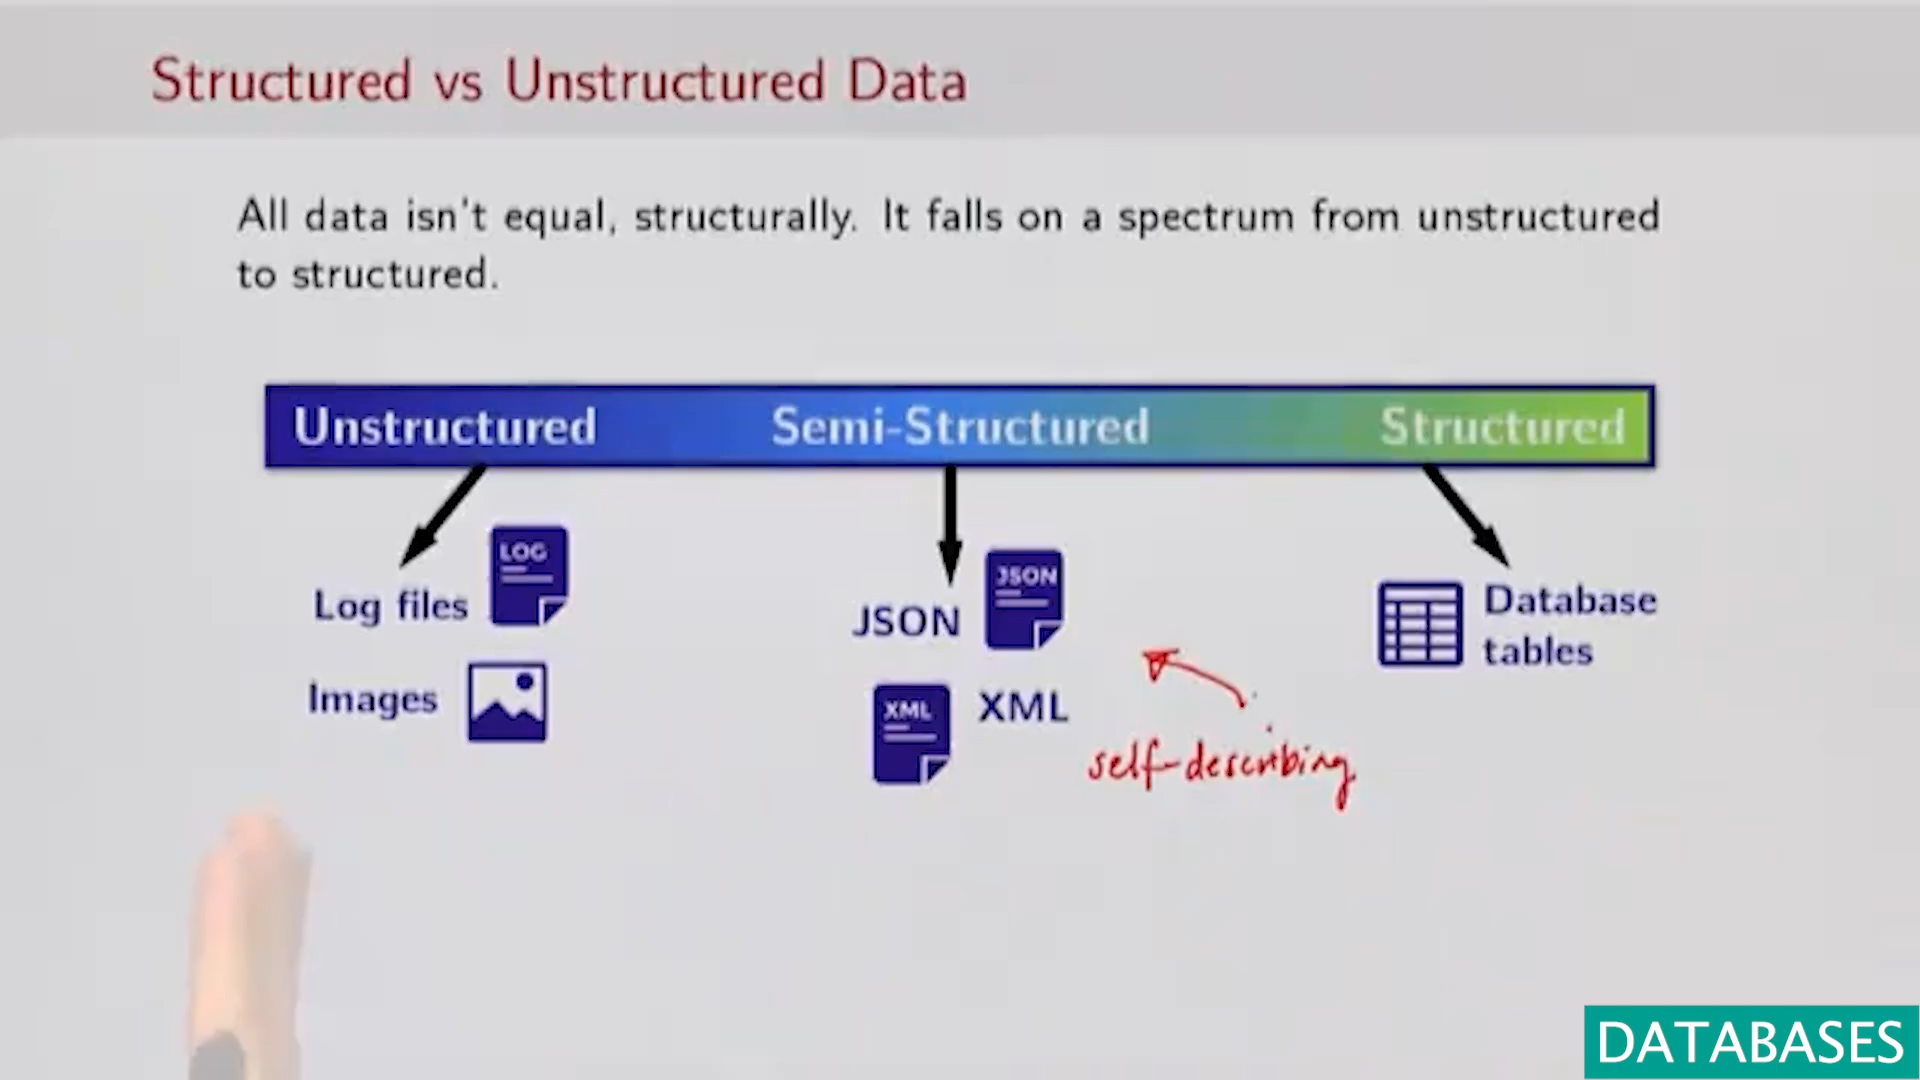 Structured vs Unstructured Data
All data isn't equal, structurally. It falls on a spectrum from unstructured
to structured.
Unstructured Semi-Structured Structured
LOG
Log files
Images
JSON
JSON
XML
XML
Database
tables
self-describing
DATABASES